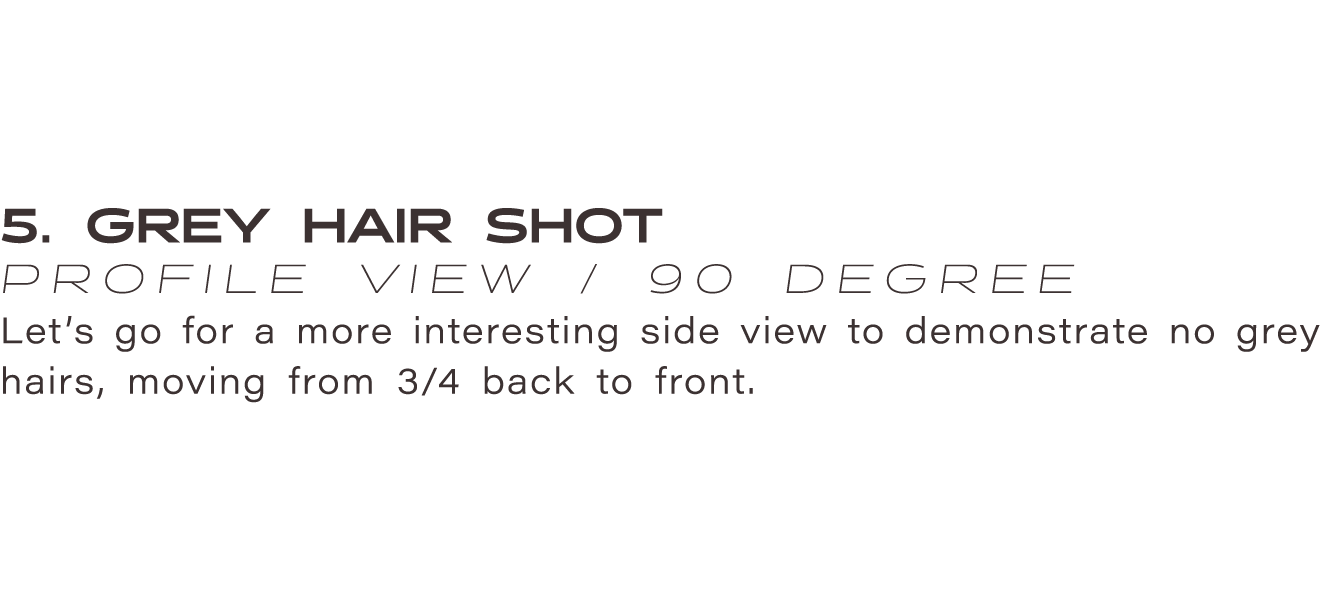 5. GREY HAIR SHOT
PROFILE VIEW / 90 DEGREE
Let’s go for a more interesting side view to demonstrate no grey
hairs, moving from 3/4 back to front.